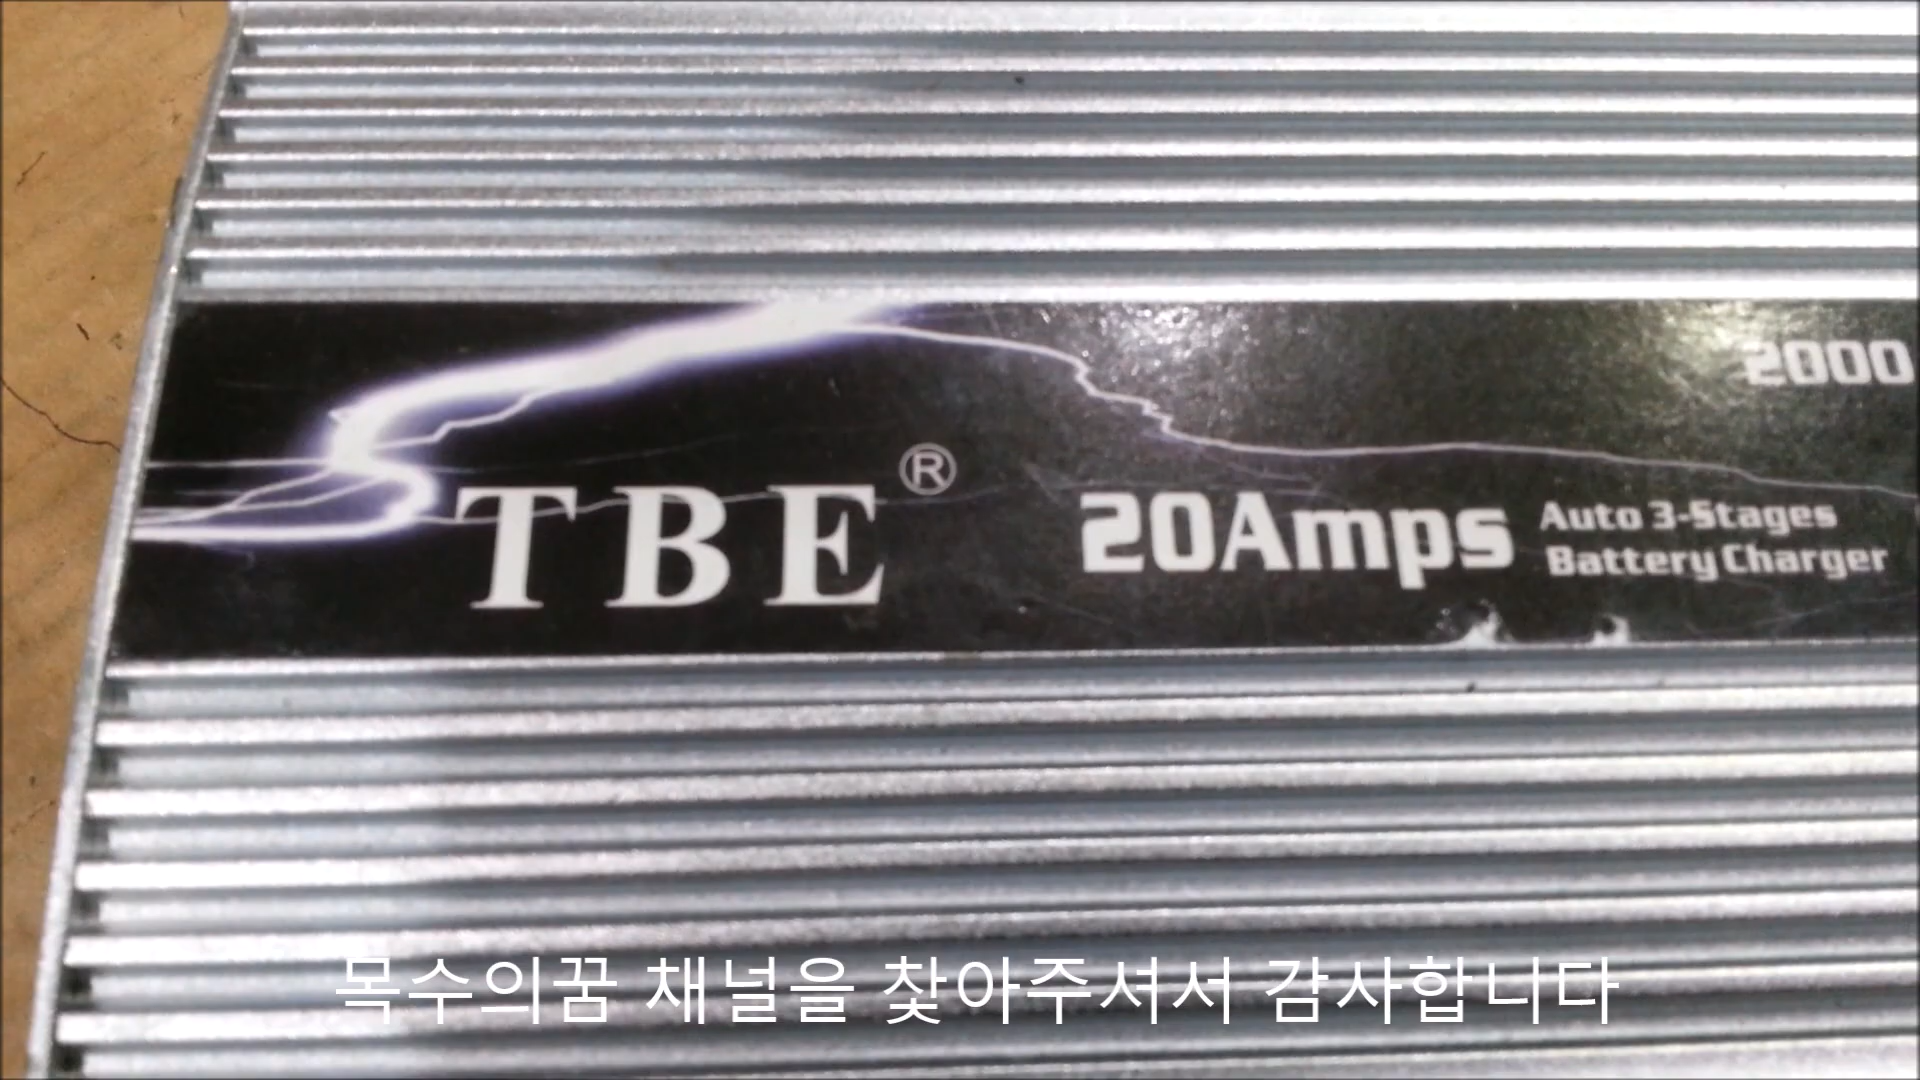 2000
TBE®
20Amps
Auto 3-Stages
Battery Charger
목수의꿈 채널을 찾아주셔서 감사합니다